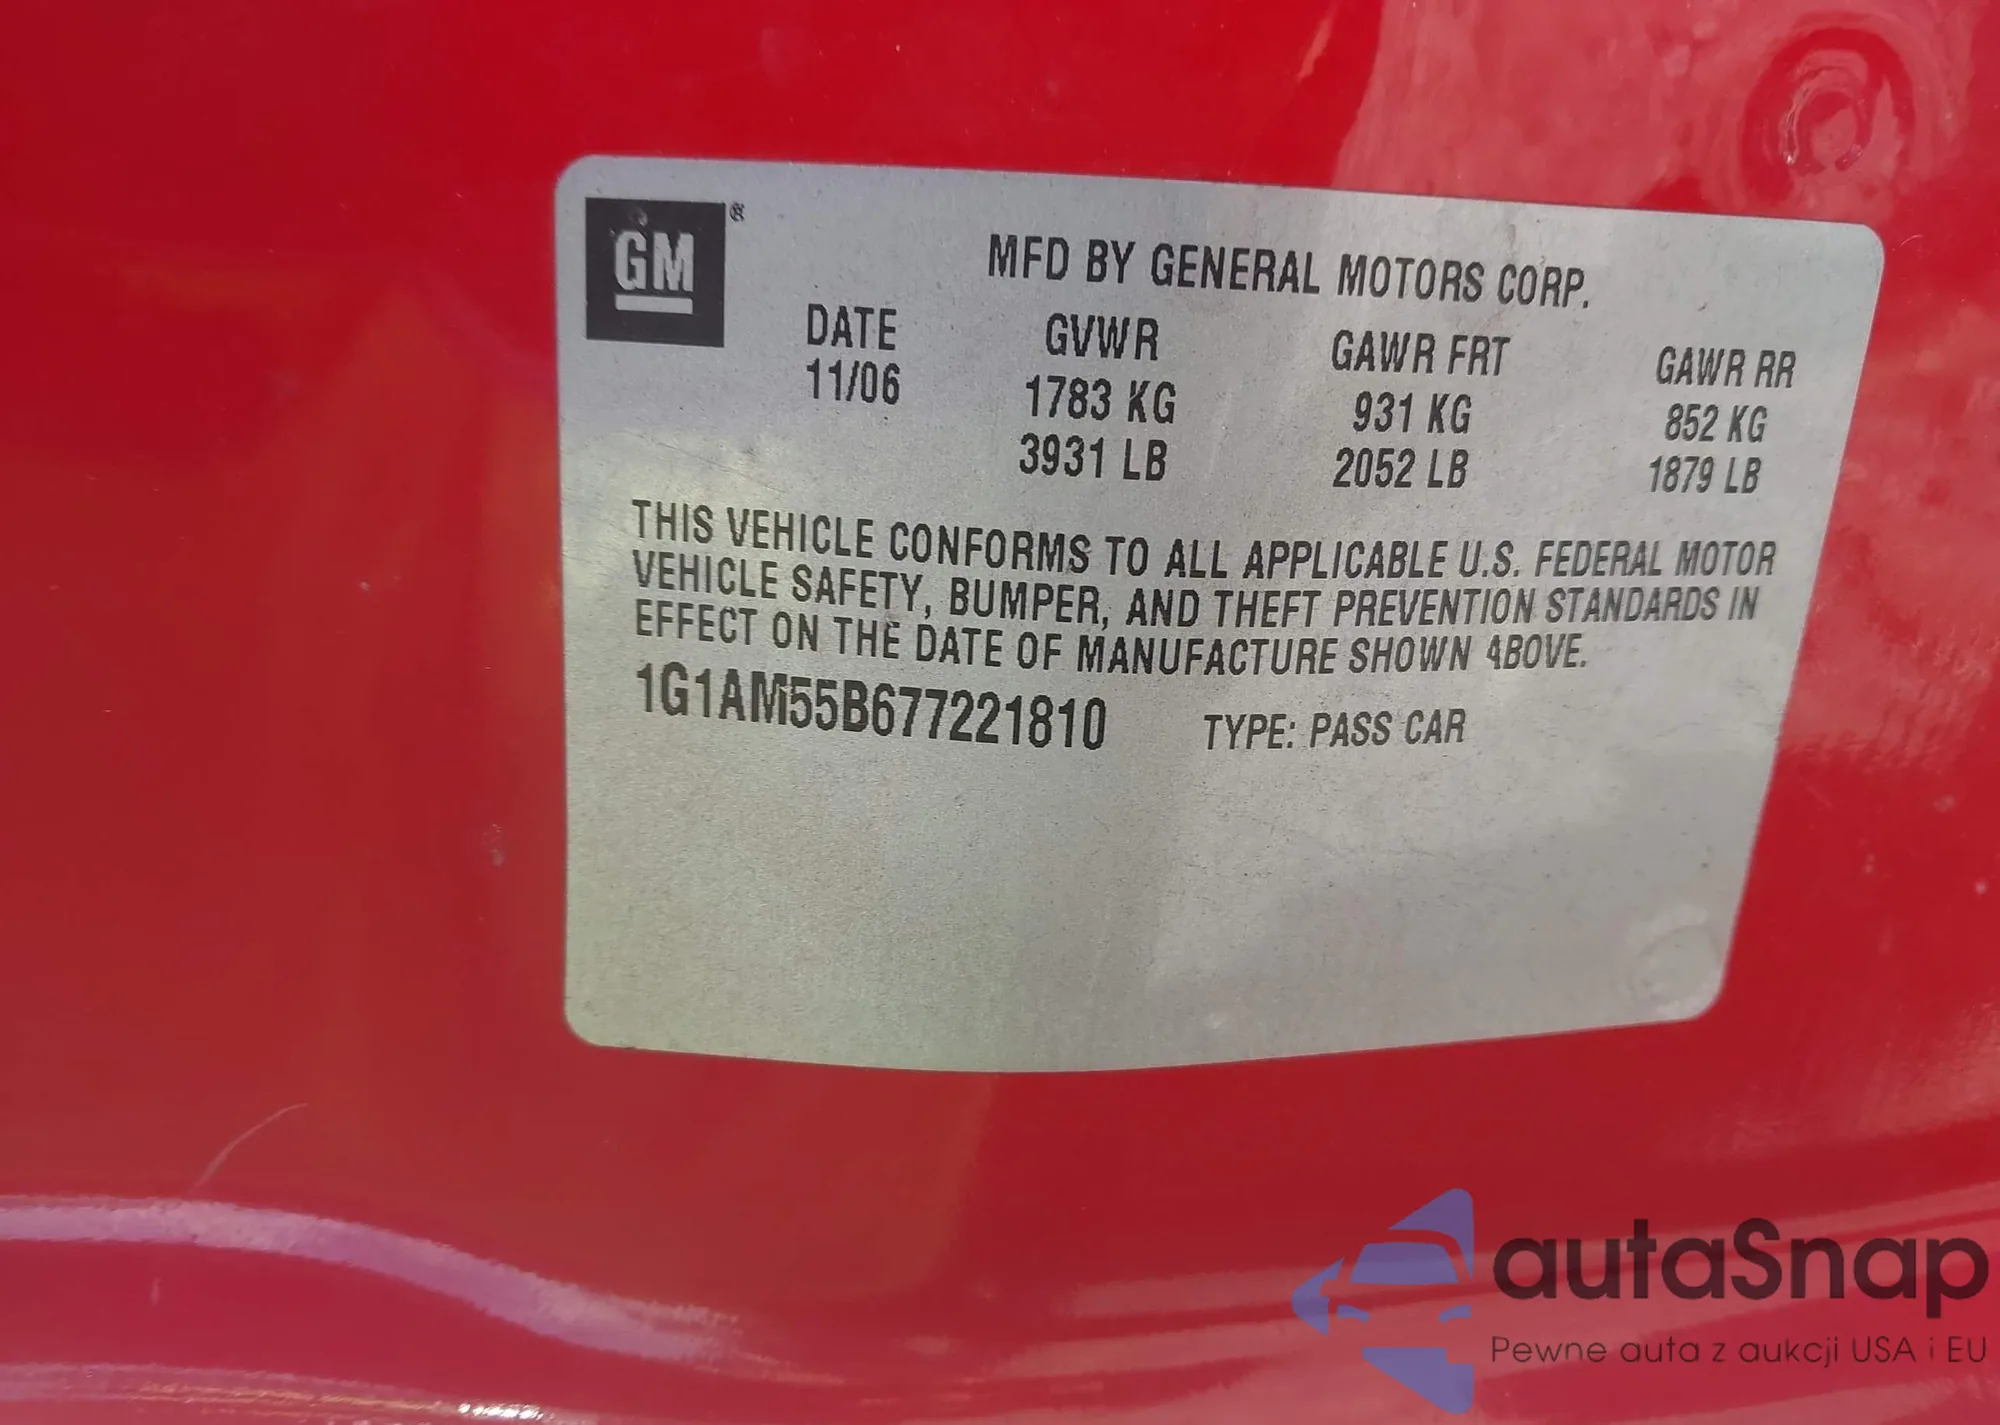 GM ®
MFD BY GENERAL MOTORS CORP.
DATE GVWR GAWR FRT GAWR RR
11/06 1783 KG 931 KG 852 KG
3931 LB 2052 LB 1879 LB
THIS VEHICLE CONFORMS TO ALL APPLICABLE U.S. FEDERAL MOTOR
VEHICLE SAFETY, BUMPER, AND THEFT PREVENTION STANDARDS IN
EFFECT ON THE DATE OF MANUFACTURE SHOWN ABOVE.
1G1AM55B677221810 TYPE: PASS CAR
autaSnap
Pewne auta z aukcji USA i EU